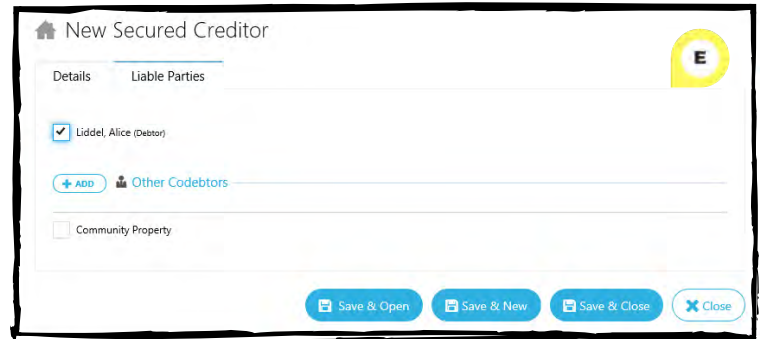 New Secured Creditor
E
Details Liable Parties
Liddel, Alice (Debtor)
+ ADD Other Codebtors
Community Property
Save & Open Save & New Save & Close Close